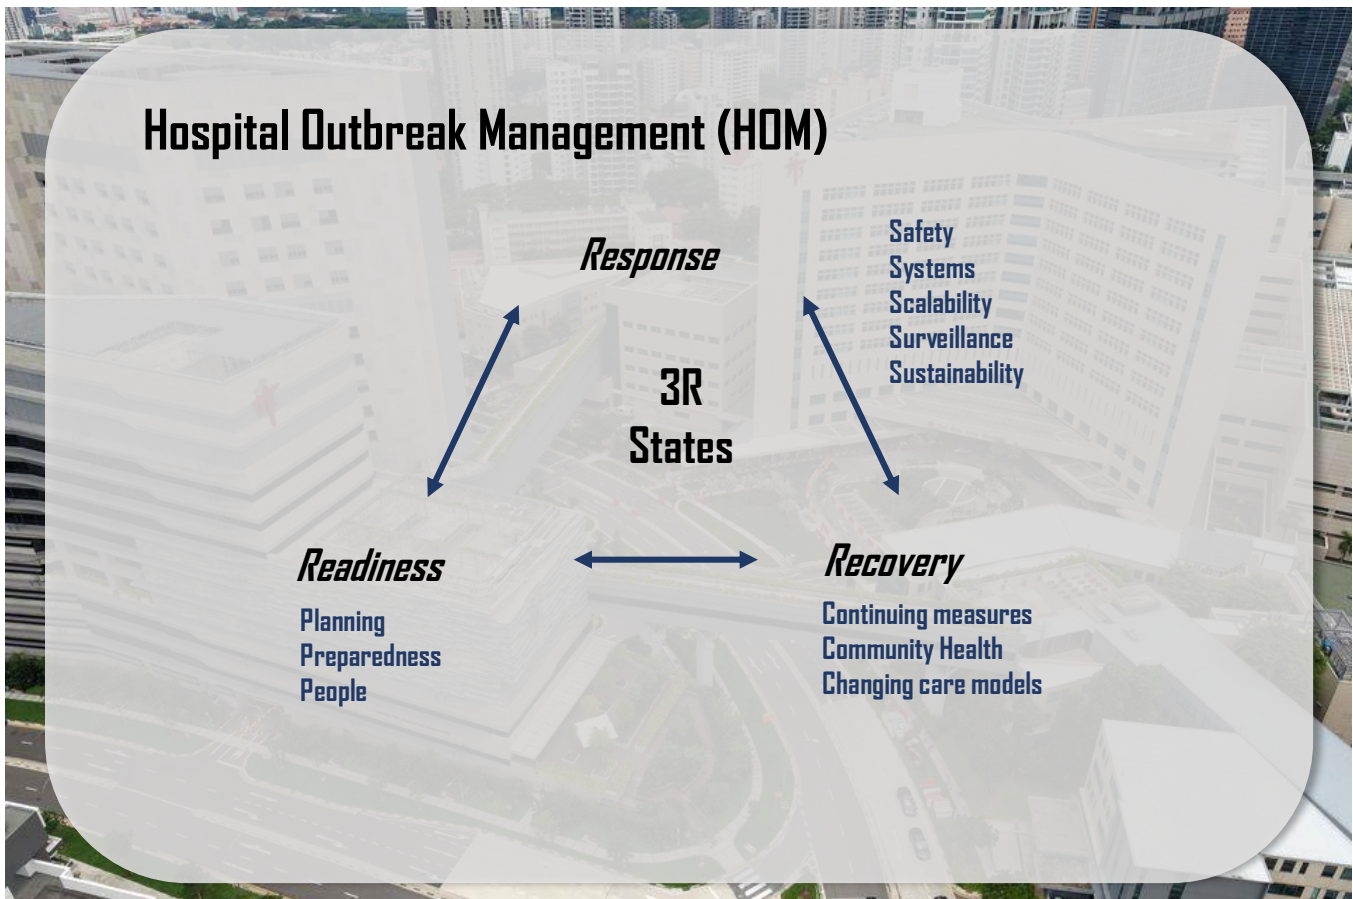 Hospital Outbreak Management (HOM)
Response
Safety
Systems
Scalability
Surveillance
Sustainability
3R
States
Readiness
Planning
Preparedness
People
Recovery
Continuing measures
Community Health
Changing care models